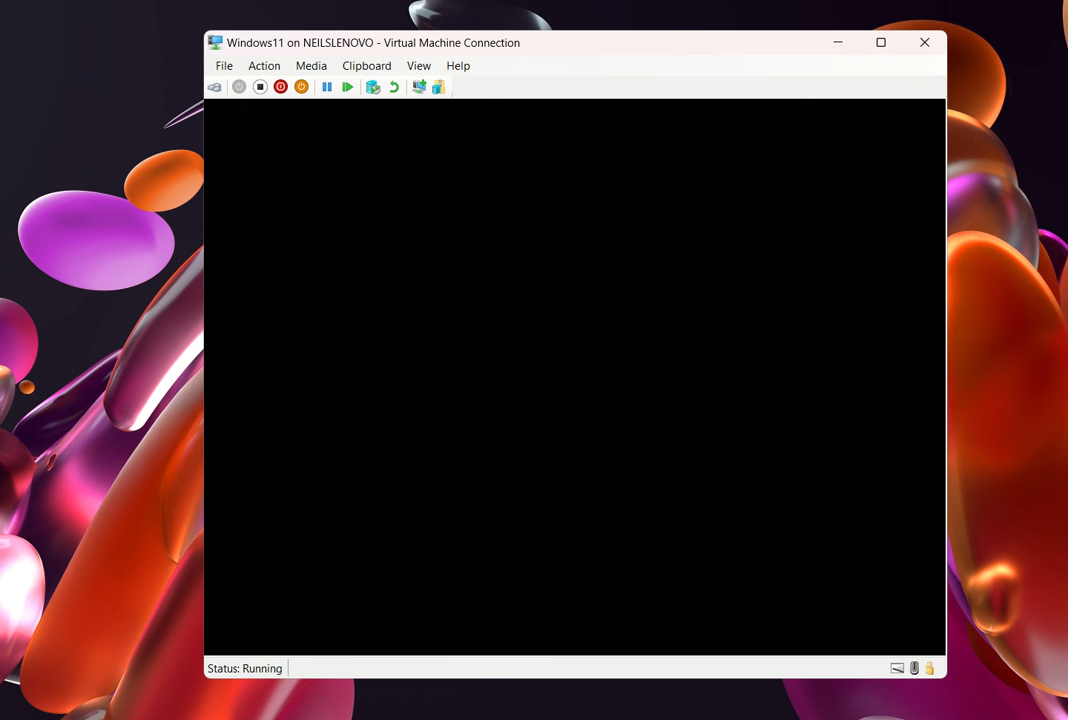 Windows11 on NEILSLENOVO - Virtual Machine Connection
File Action Media Clipboard View Help
Status: Running